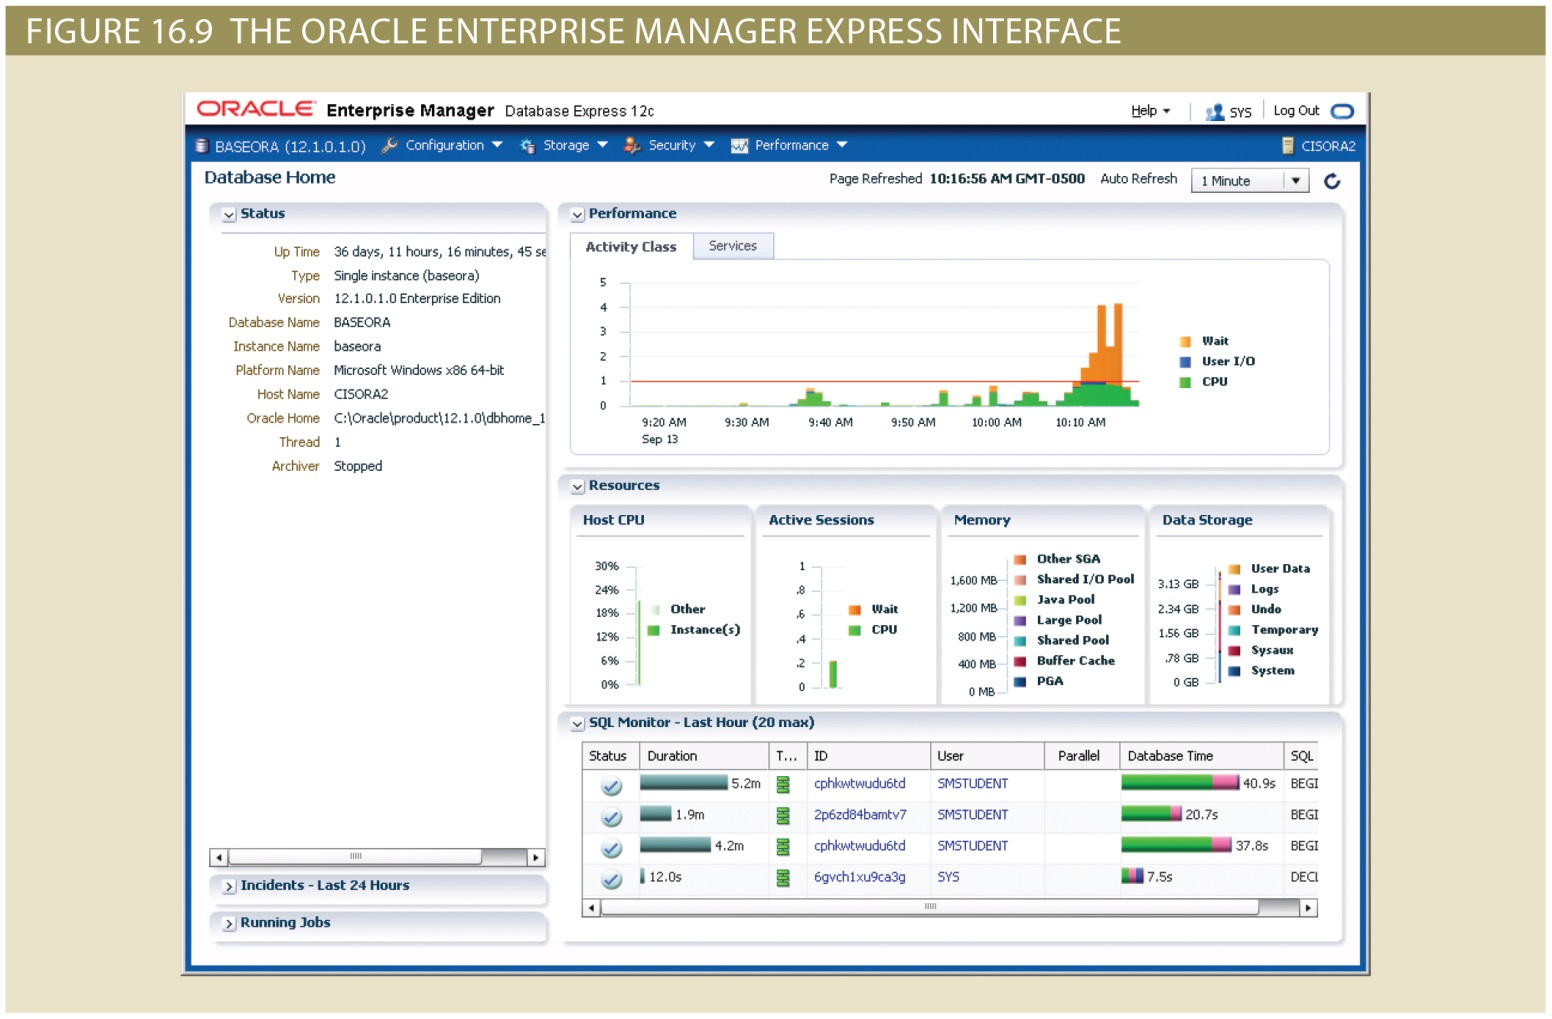 FIGURE 16.9 THE ORACLE ENTERPRISE MANAGER EXPRESS INTERFACE
ORACLE Enterprise Manager Database Express 12c
Help
SYS
Log Out
BASEORA (12.1.0.1.0)
Configuration
Storage
Security
Performance
CISORA2
Database Home
Page Refreshed 10:16:56 AM GMT-0500
Auto Refresh
1 Minute
Status
Up Time 36 days, 11 hours, 16 minutes, 45 se
Type Single instance (baseora)
Version 12.1.0.1.0 Enterprise Edition
Database Name BASEORA
Instance Name baseora
Platform Name Microsoft Windows x86 64-bit
Host Name CISORA2
Oracle Home C:\Oracle\product\12.1.0\dbhome_1
Thread 1
Archiver Stopped
Incidents - Last 24 Hours
Running Jobs
Performance
Activity Class
Services
5
4
3
2
1
0
9:20 AM 9:30 AM 9:40 AM 9:50 AM 10:00 AM 10:10 AM
Sep 13
Wait
User I/O
CPU
Resources
Host CPU
30%
24%
18%
12%
6%
0%
Other
Instance(s)
Active Sessions
1
.8
.6
.4
.2
0
Wait
CPU
Memory
1,600 MB
1,200 MB
800 MB
400 MB
0 MB
Other SGA
Shared I/O Pool
Java Pool
Large Pool
Shared Pool
Buffer Cache
PGA
Data Storage
3.13 GB
2.34 GB
1.56 GB
.78 GB
0 GB
User Data
Logs
Undo
Temporary
Sysaux
System
SQL Monitor - Last Hour (20 max)
Status Duration T... ID User Parallel Database Time SQL
5.2m cphkwtwudu6td SMSTUDENT 40.9s BEGI
1.9m 2p6zd84bamtv7 SMSTUDENT 20.7s BEGI
4.2m cphkwtwudu6td SMSTUDENT 37.8s BEGI
12.0s 6gvch1xu9ca3g SYS 7.5s DECL